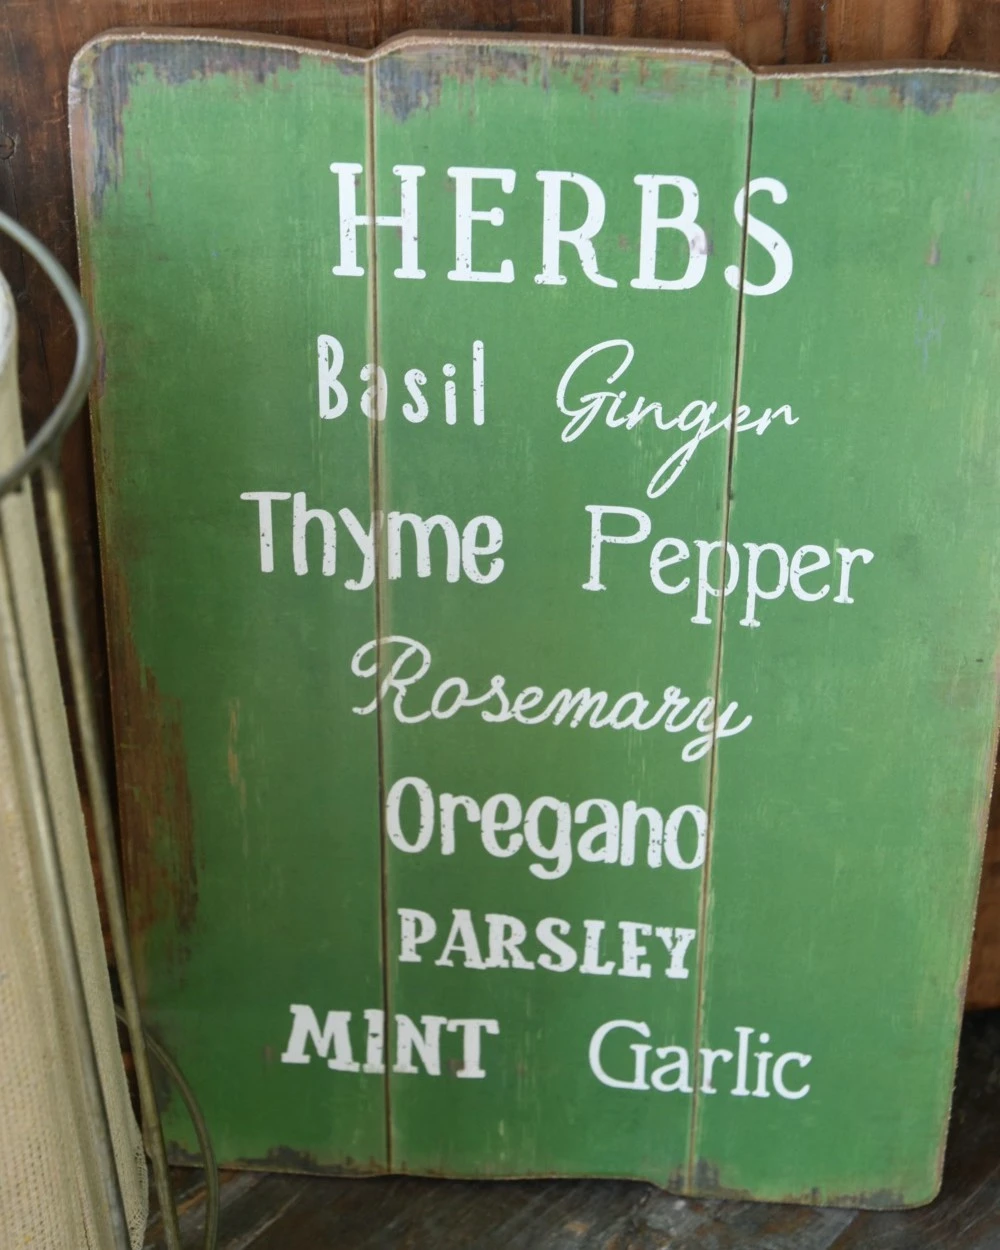 HERBS
Basil Ginger
Thyme Pepper
Rosemary
Oregano
PARSLEY
MINT Garlic